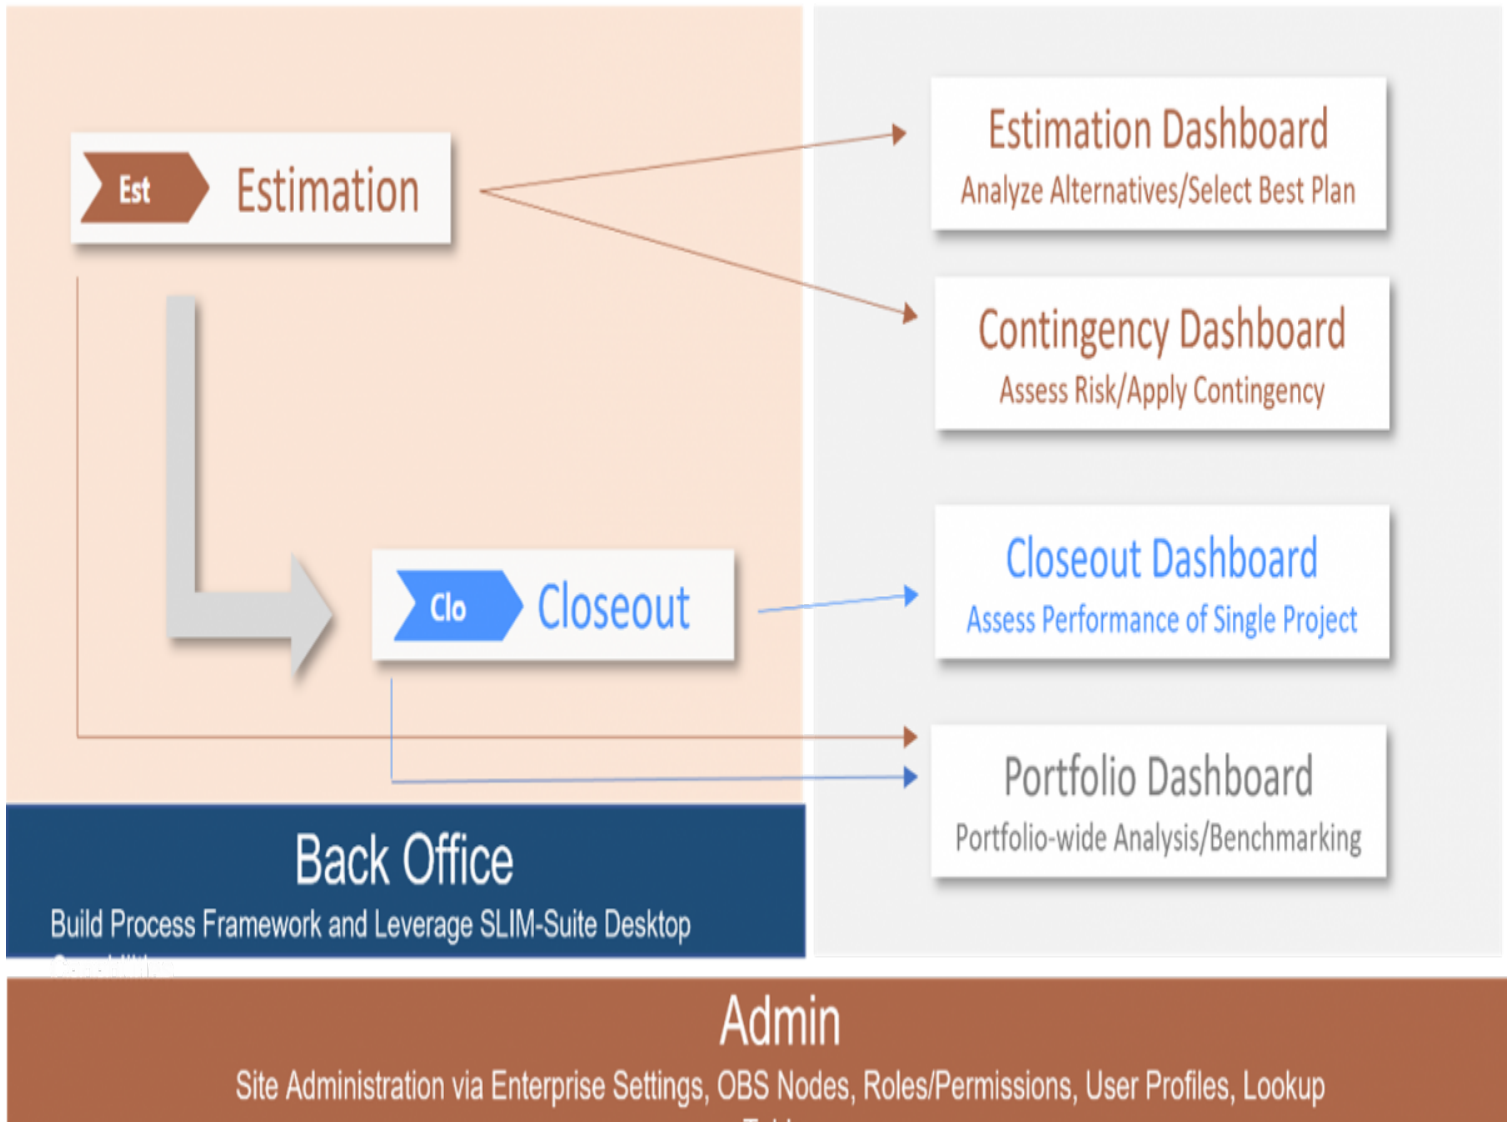 Est
Estimation
Estimation Dashboard
Analyze Alternatives/Select Best Plan
Contingency Dashboard
Assess Risk/Apply Contingency
Clo
Closeout
Closeout Dashboard
Assess Performance of Single Project
Portfolio Dashboard
Portfolio-wide Analysis/Benchmarking
Back Office
Build Process Framework and Leverage SLIM-Suite Desktop
Admin
Site Administration via Enterprise Settings, OBS Nodes, Roles/Permissions, User Profiles, Lookup